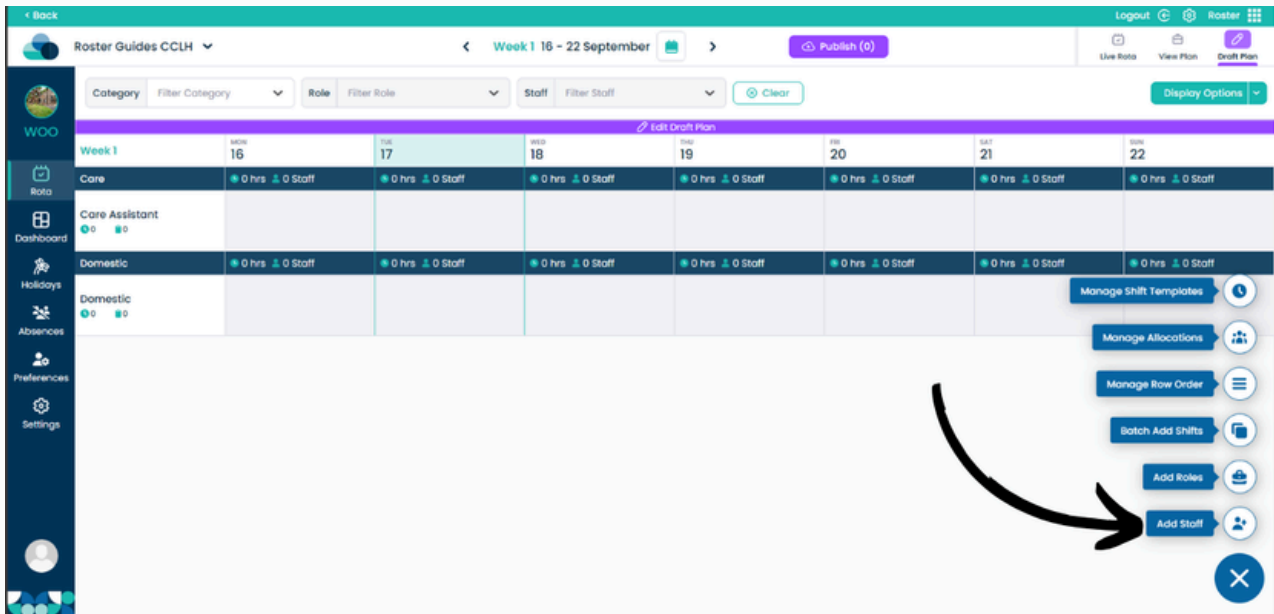 < Back
Logout
Roster
Roster Guides CCLH
Week 1 16 - 22 September
Publish (0)
Live Rota
View Plan
Draft Plan
Category Filter Category
Role Filter Role
Staff Filter Staff
Clear
Display Options
WOO
Edit Draft Plan
Week 1
MON 16
TUE 17
WED 18
THU 19
FRI 20
SAT 21
SUN 22
Rota
Care
0 hrs 0 Staff
0 hrs 0 Staff
0 hrs 0 Staff
0 hrs 0 Staff
0 hrs 0 Staff
0 hrs 0 Staff
0 hrs 0 Staff
Care Assistant
0 0
Dashboard
Domestic
0 hrs 0 Staff
0 hrs 0 Staff
0 hrs 0 Staff
0 hrs 0 Staff
0 hrs 0 Staff
0 hrs 0 Staff
0 hrs 0 Staff
Domestic
0 0
Holidays
Absences
Preferences
Settings
Manage Shift Templates
Manage Allocations
Manage Row Order
Batch Add Shifts
Add Roles
Add Staff